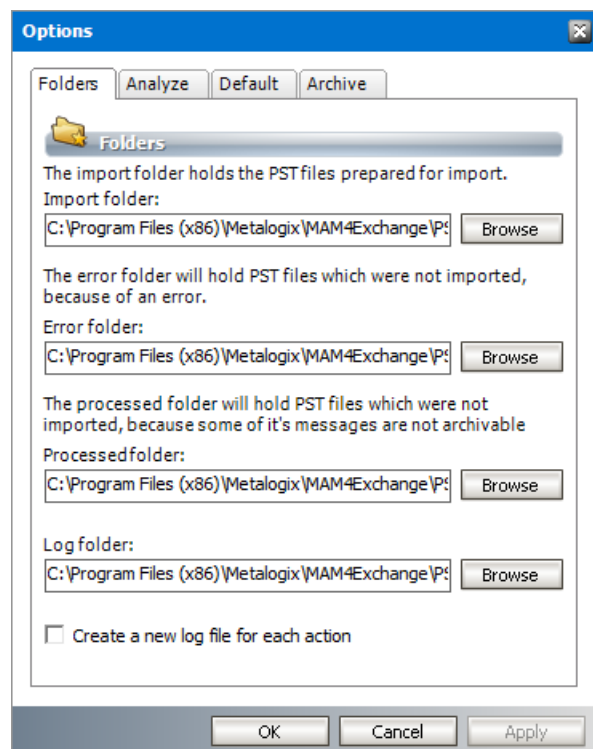 Options
Folders Analyze Default Archive
Folders
The import folder holds the PST files prepared for import.
Import folder:
C:\Program Files (x86)\Metalogix\MAM4Exchange\PS Browse
The error folder will hold PST files which were not imported,
because of an error.
Error folder:
C:\Program Files (x86)\Metalogix\MAM4Exchange\PS Browse
The processed folder will hold PST files which were not
imported, because some of it's messages are not archivable
Processed folder:
C:\Program Files (x86)\Metalogix\MAM4Exchange\PS Browse
Log folder:
C:\Program Files (x86)\Metalogix\MAM4Exchange\PS Browse
Create a new log file for each action
OK Cancel Apply